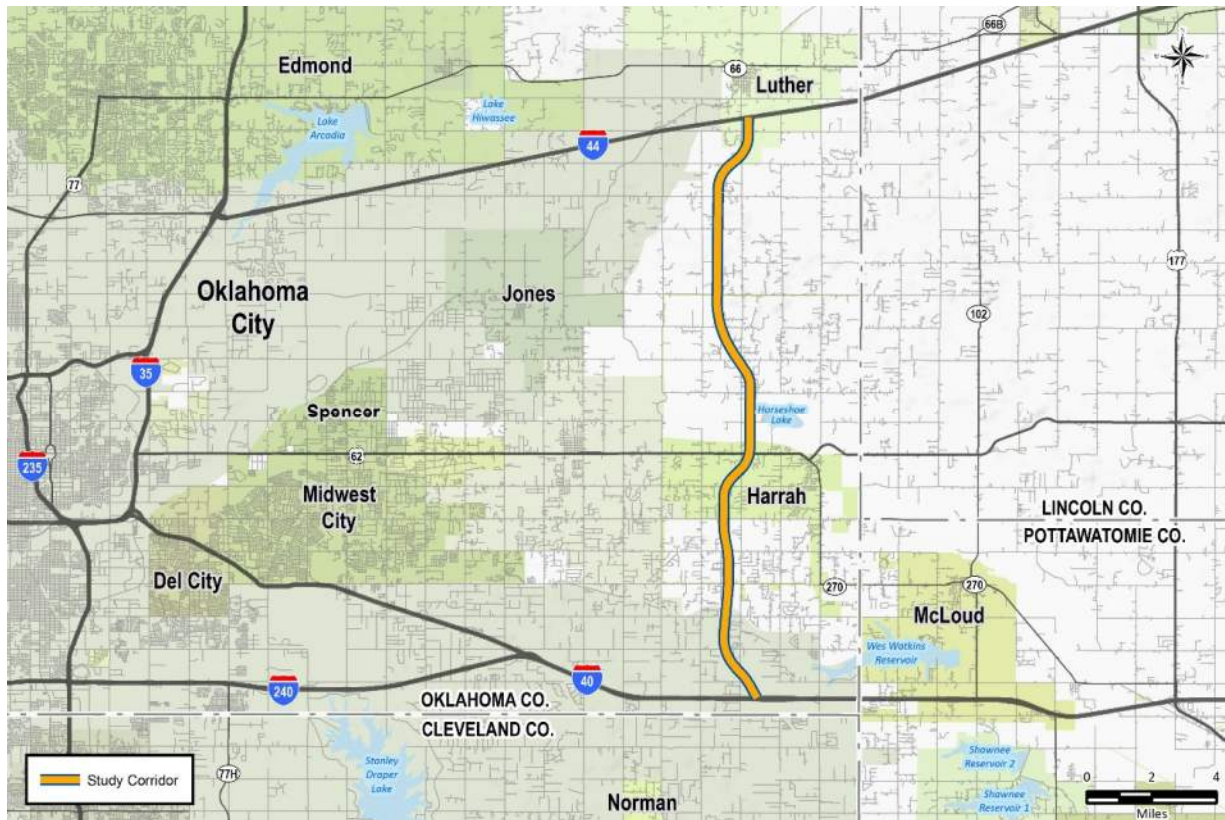 66B
Edmond
66
Luther
Lake
Hiwassee
Lake
Arcadia
44
77
177
Oklahoma
City
Jones
102
35
Sponcor
Horseshoe
Lake
62
235
Midwest
City
Harrah
LINCOLN CO.
POTTAWATOMIE CO.
Del City
270
270
McLoud
Wes Watkins
Reservoir
40
240
OKLAHOMA CO.
CLEVELAND CO.
Study Corridor
77H
Stanley
Draper
Lake
Norman
Shawnee
Reservoir 2
Shawnee
Reservoir 1
0 2 4
Miles